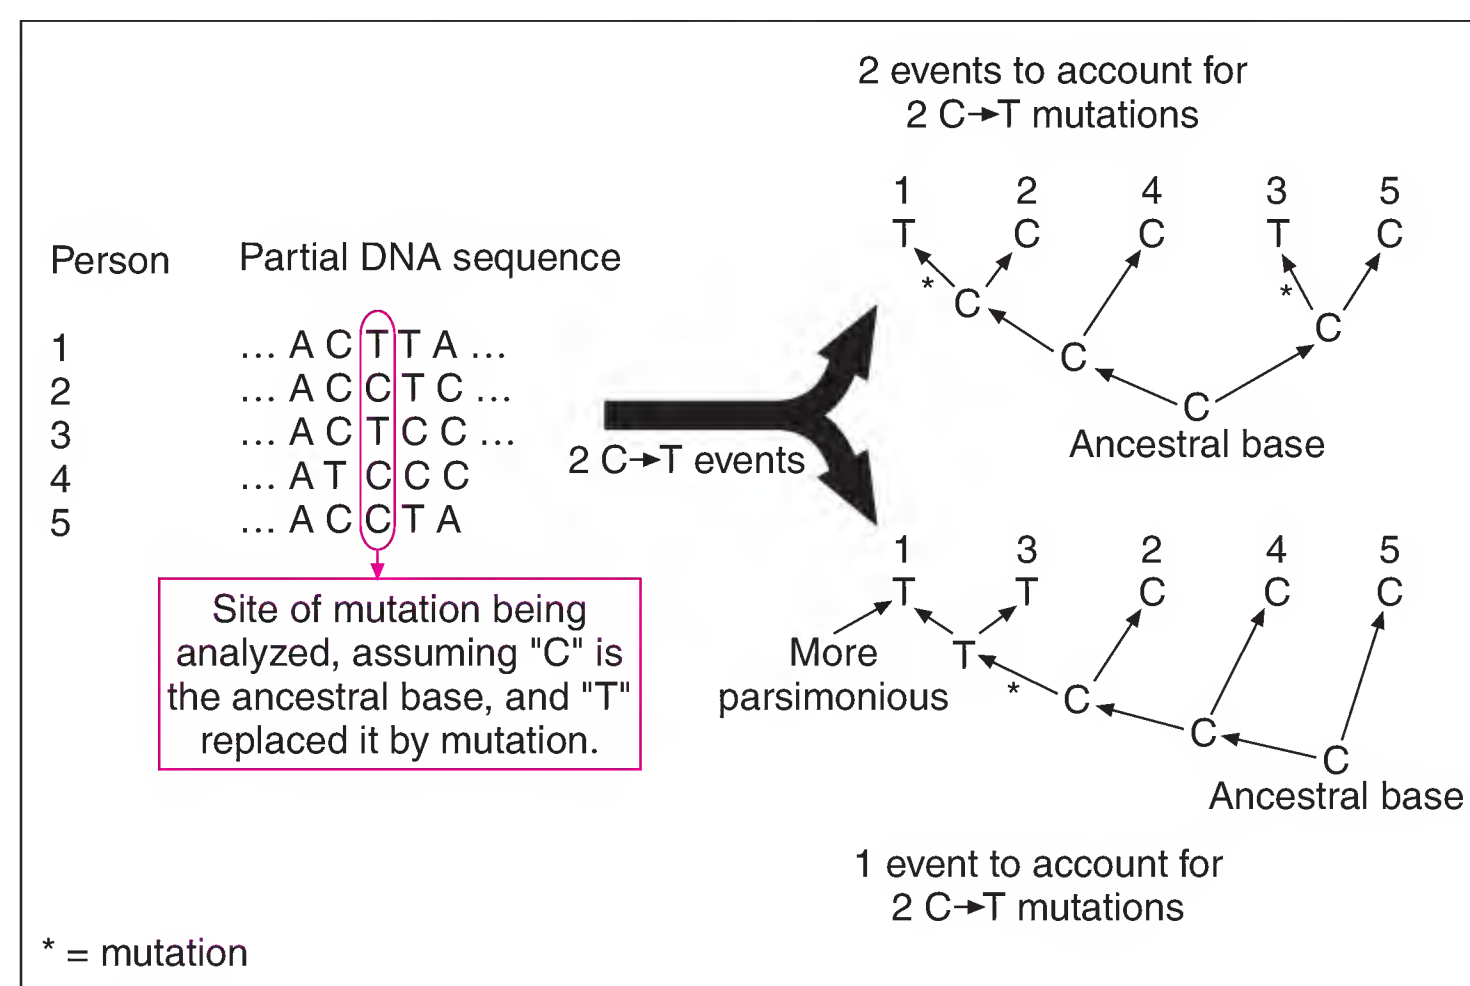 Person Partial DNA sequence
1 ... A C T T A ...
2 ... A C C T C ...
3 ... A C T C C ...
4 ... A T C C C
5 ... A C C T A
Site of mutation being
analyzed, assuming "C" is
the ancestral base, and "T"
replaced it by mutation.
* = mutation
2 C→T events
2 events to account for
2 C→T mutations
1 2 4 3 5
T C C T C
* *
C
C
C
C
Ancestral base
1 3 2 4 5
T T C C C
More
parsimonious
T
*
C
C
C
Ancestral base
1 event to account for
2 C→T mutations